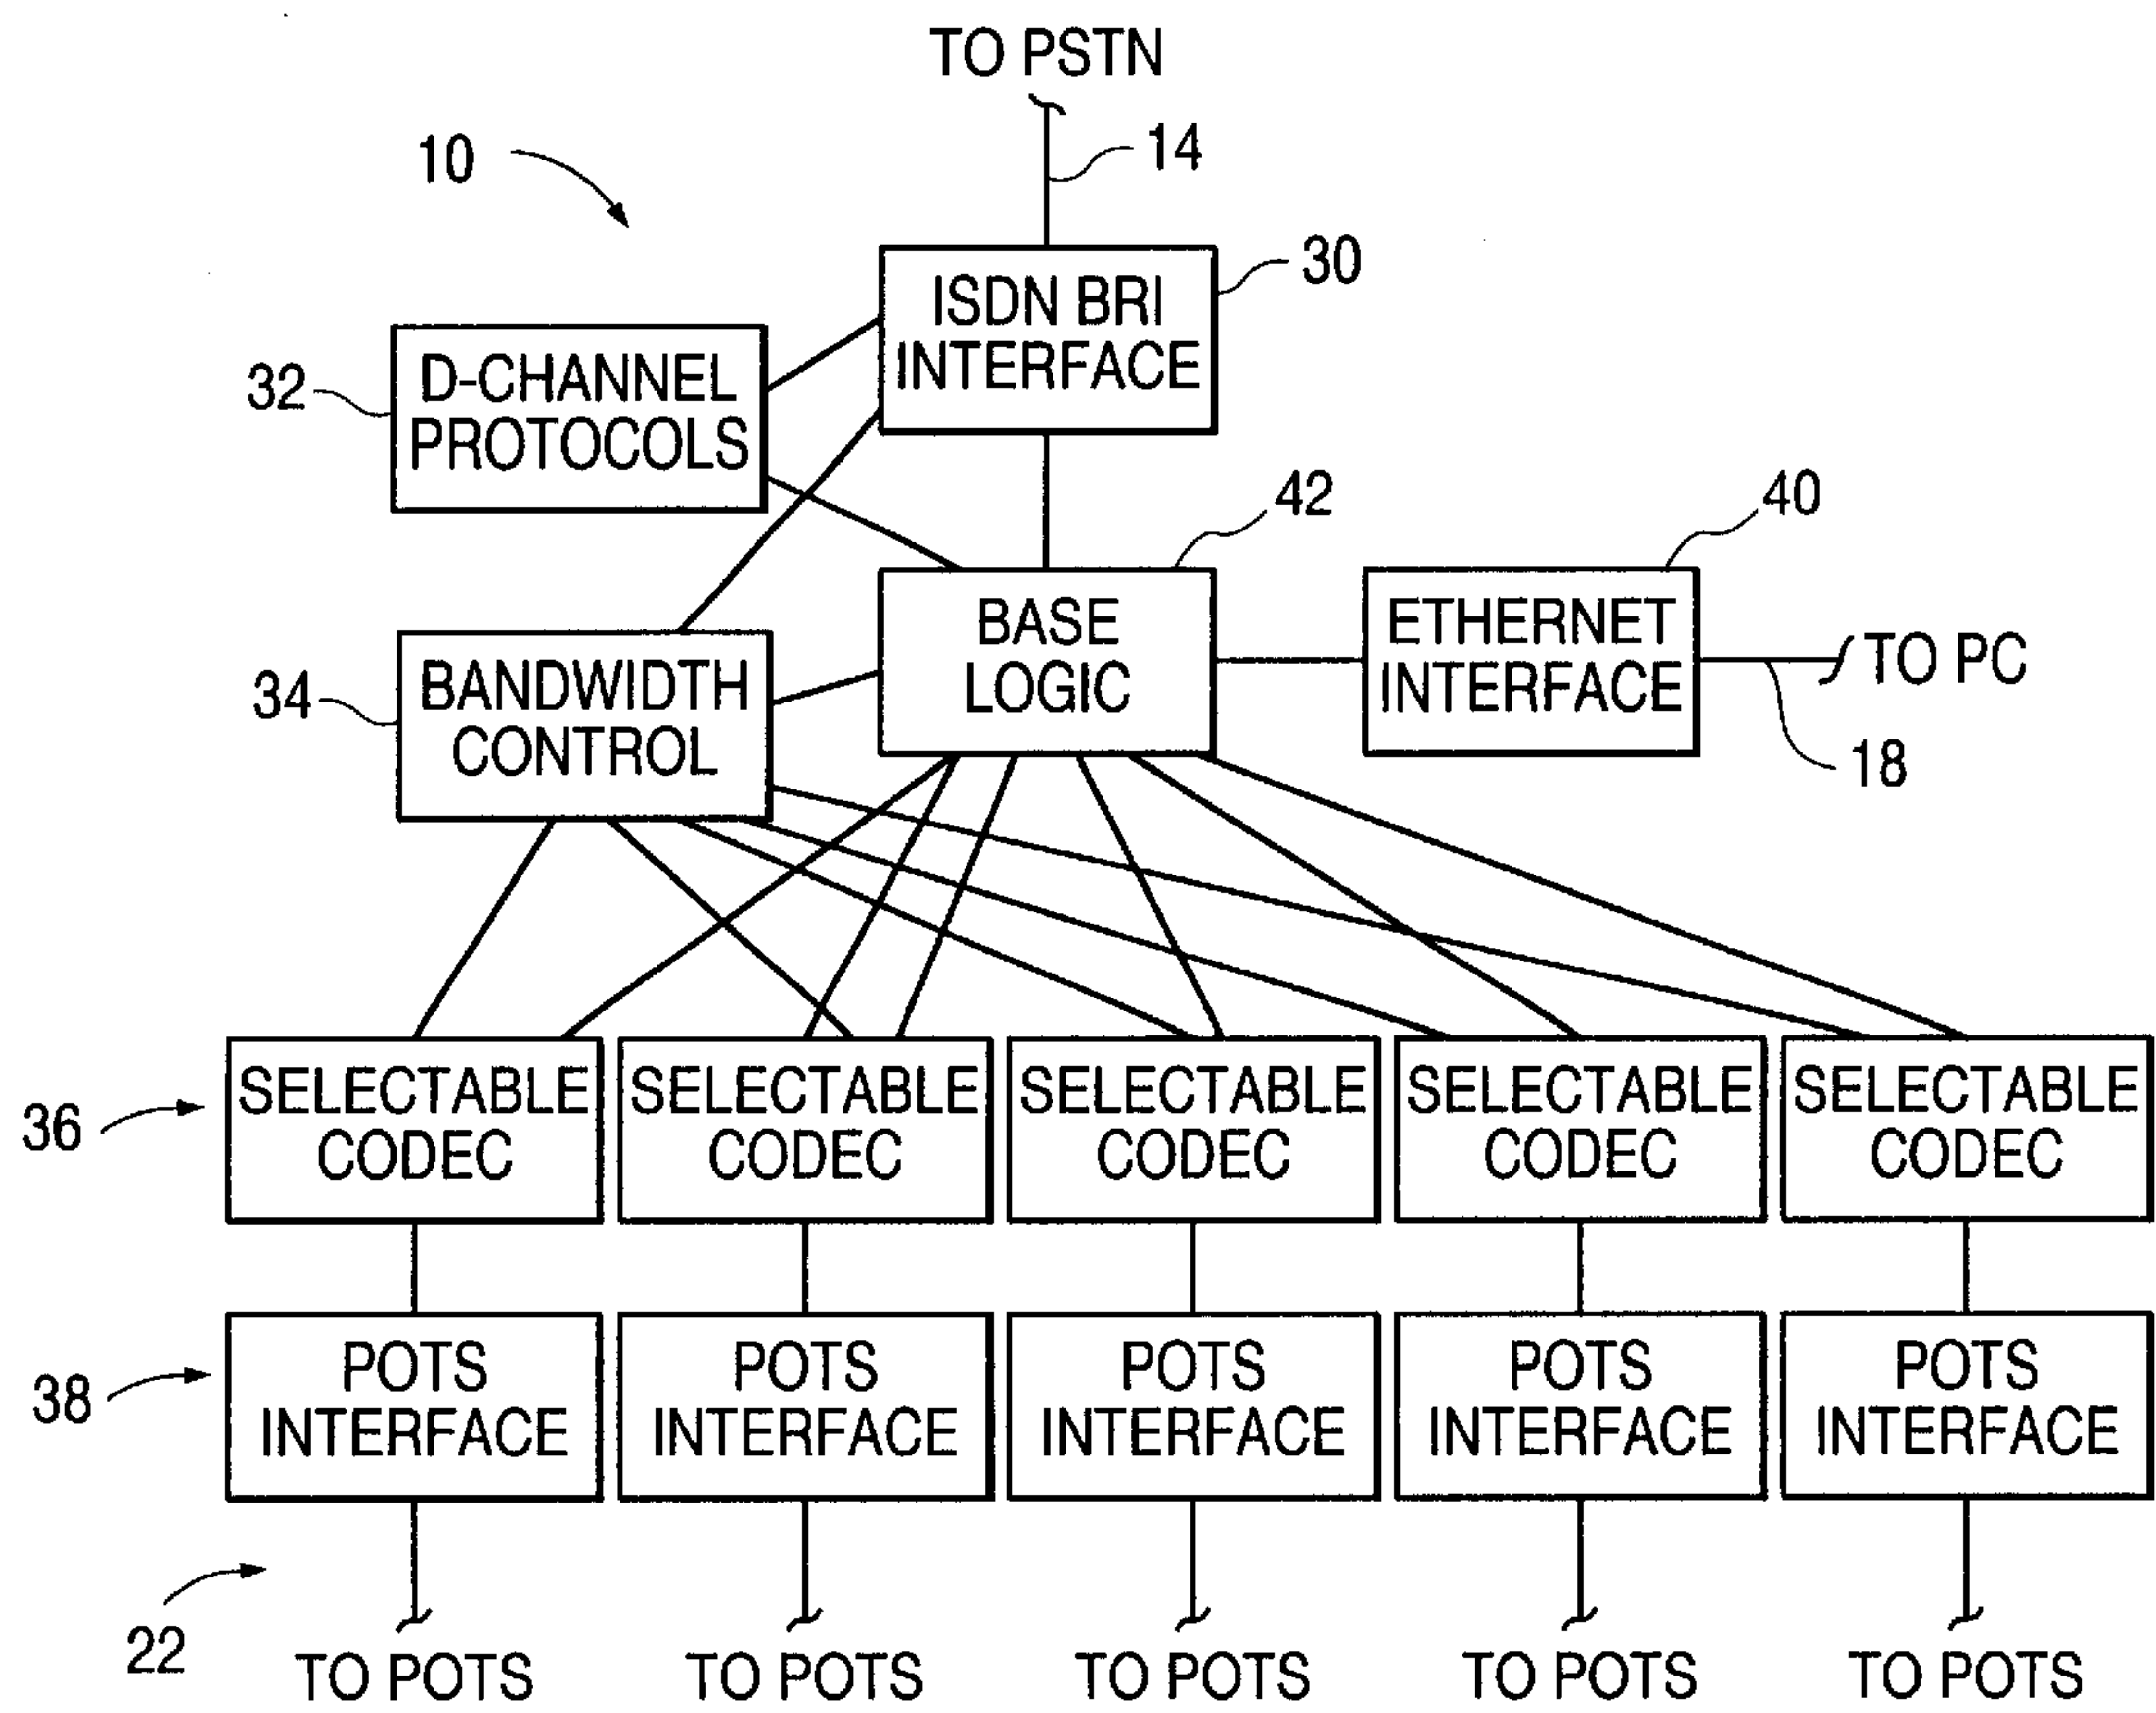 TO PSTN
10
14
30
ISDN BRI
INTERFACE
32
D-CHANNEL
PROTOCOLS
42
40
BASE
LOGIC
ETHERNET
INTERFACE
TO PC
18
34
BANDWIDTH
CONTROL
36
SELECTABLE
CODEC
SELECTABLE
CODEC
SELECTABLE
CODEC
SELECTABLE
CODEC
SELECTABLE
CODEC
38
POTS
INTERFACE
POTS
INTERFACE
POTS
INTERFACE
POTS
INTERFACE
POTS
INTERFACE
22
TO POTS
TO POTS
TO POTS
TO POTS
TO POTS